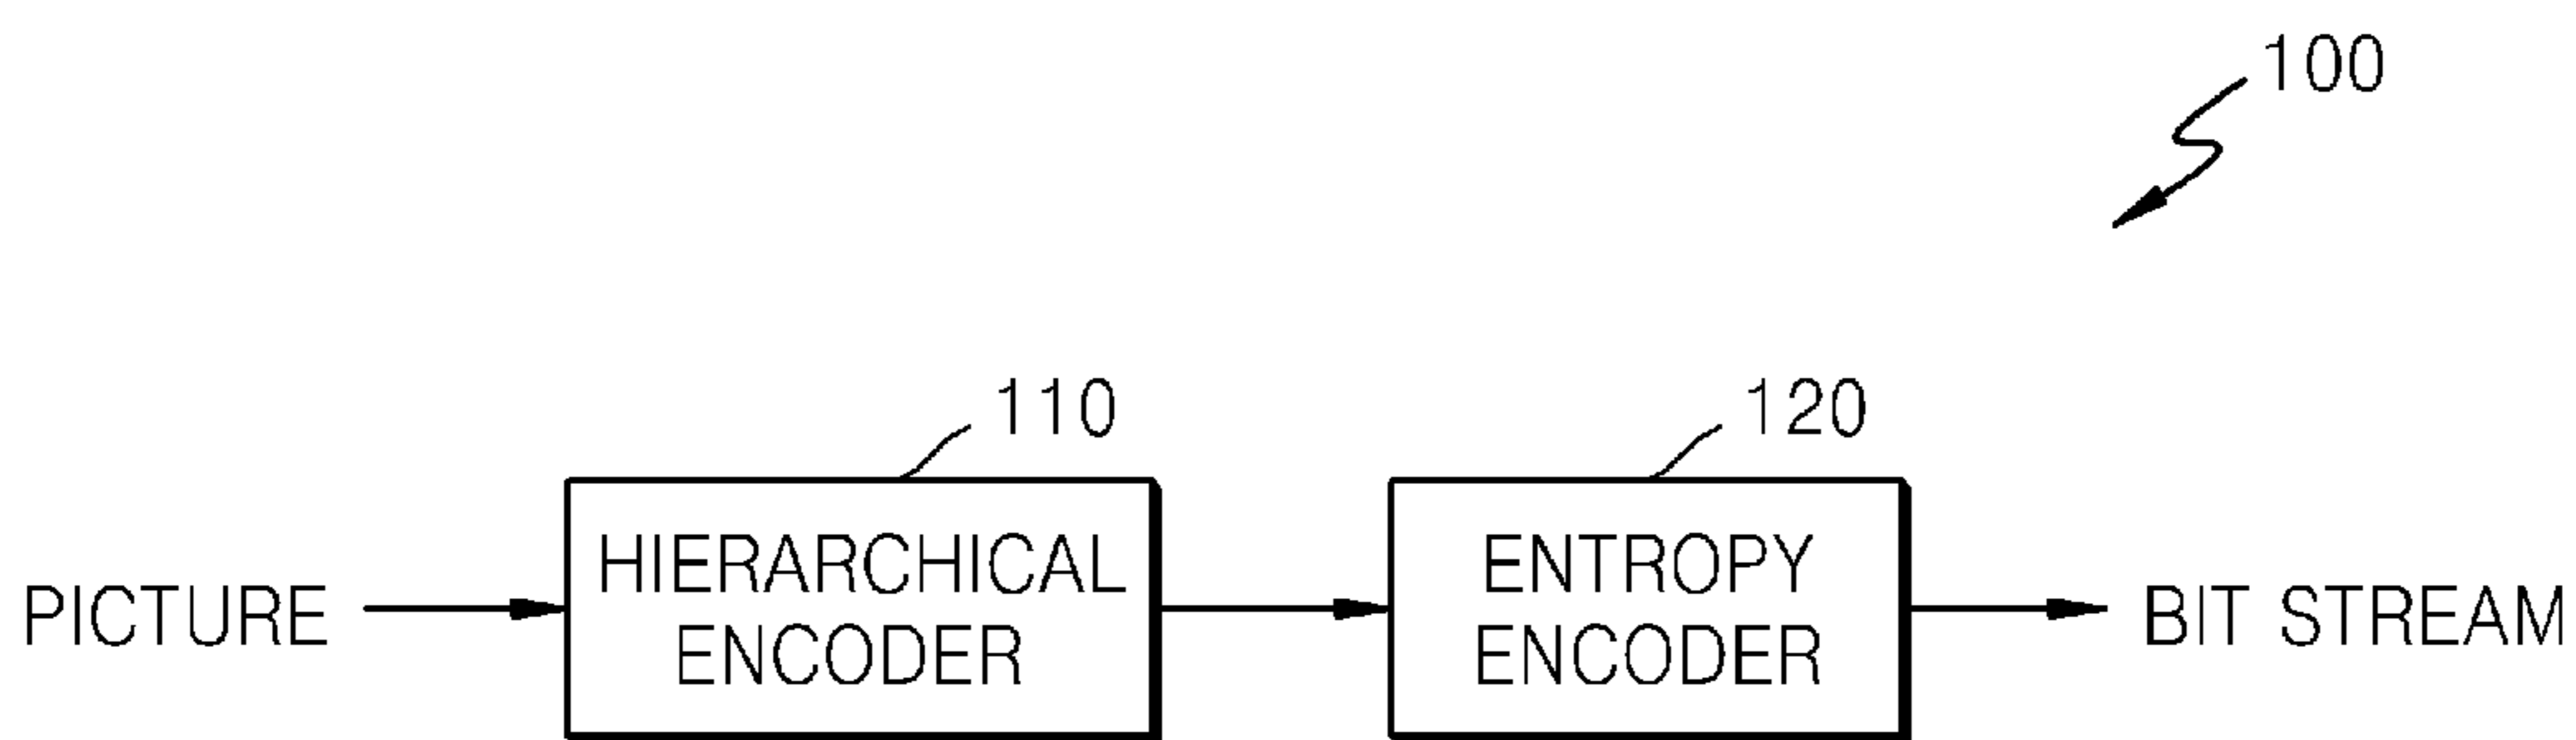 100
110
120
PICTURE
HIERARCHICAL
ENCODER
ENTROPY
ENCODER
BIT STREAM